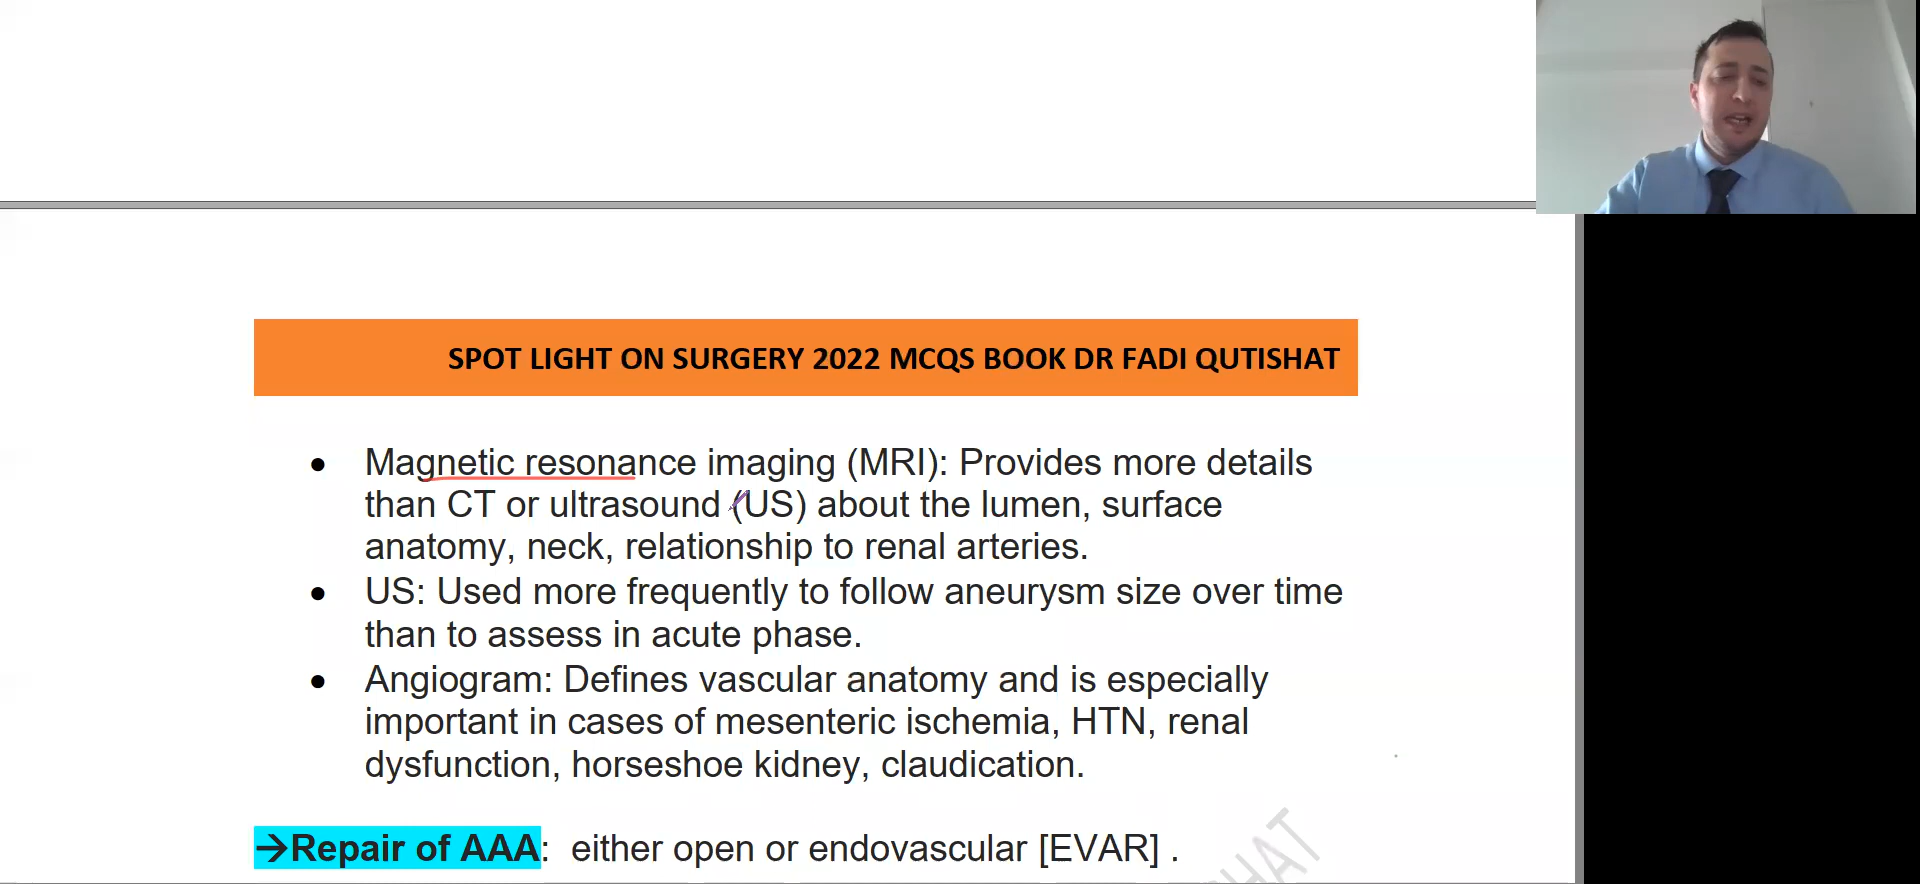 SPOT LIGHT ON SURGERY 2022 MCQS BOOK DR FADI QUTISHAT
● Magnetic resonance imaging (MRI): Provides more details
than CT or ultrasound (US) about the lumen, surface
anatomy, neck, relationship to renal arteries.
● US: Used more frequently to follow aneurysm size over time
than to assess in acute phase.
● Angiogram: Defines vascular anatomy and is especially
important in cases of mesenteric ischemia, HTN, renal
dysfunction, horseshoe kidney, claudication.
→Repair of AAA: either open or endovascular [EVAR] .
HAT